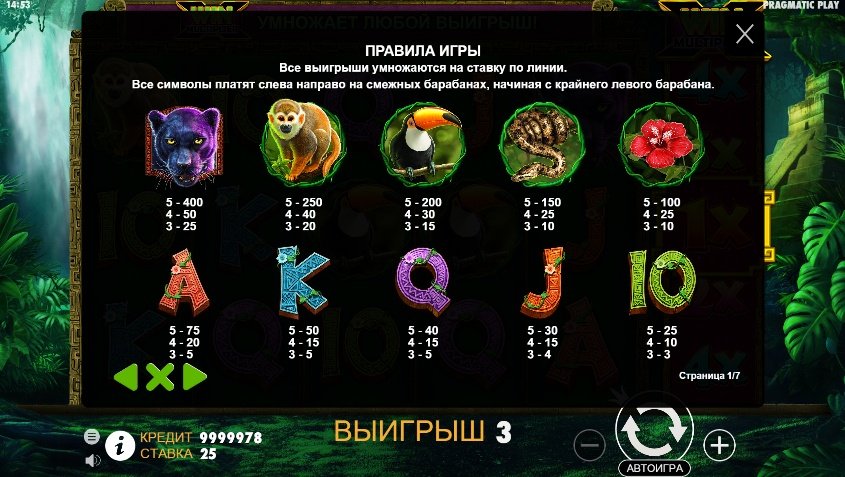 14:53
PRAGMATIC PLAY
УМНОЖАЕТ ЛЮБОЙ ВЫИГРЫШ!
ПРАВИЛА ИГРЫ
Все выигрыши умножаются на ставку по линии.
Все символы платят слева направо на смежных барабанах, начиная с крайнего левого барабана.
5 - 400 5 - 250 5 - 200 5 - 150 5 - 100
4 - 50 4 - 40 4 - 30 4 - 25 4 - 25
3 - 25 3 - 20 3 - 15 3 - 10 3 - 10
A K Q J 10
5 - 75 5 - 50 5 - 40 5 - 30 5 - 25
4 - 20 4 - 15 4 - 15 4 - 15 4 - 10
3 - 5 3 - 5 3 - 5 3 - 4 3 - 3
Страница 1/7
КРЕДИТ 9999978
СТАВКА 25
ВЫИГРЫШ 3
АВТОИГРА